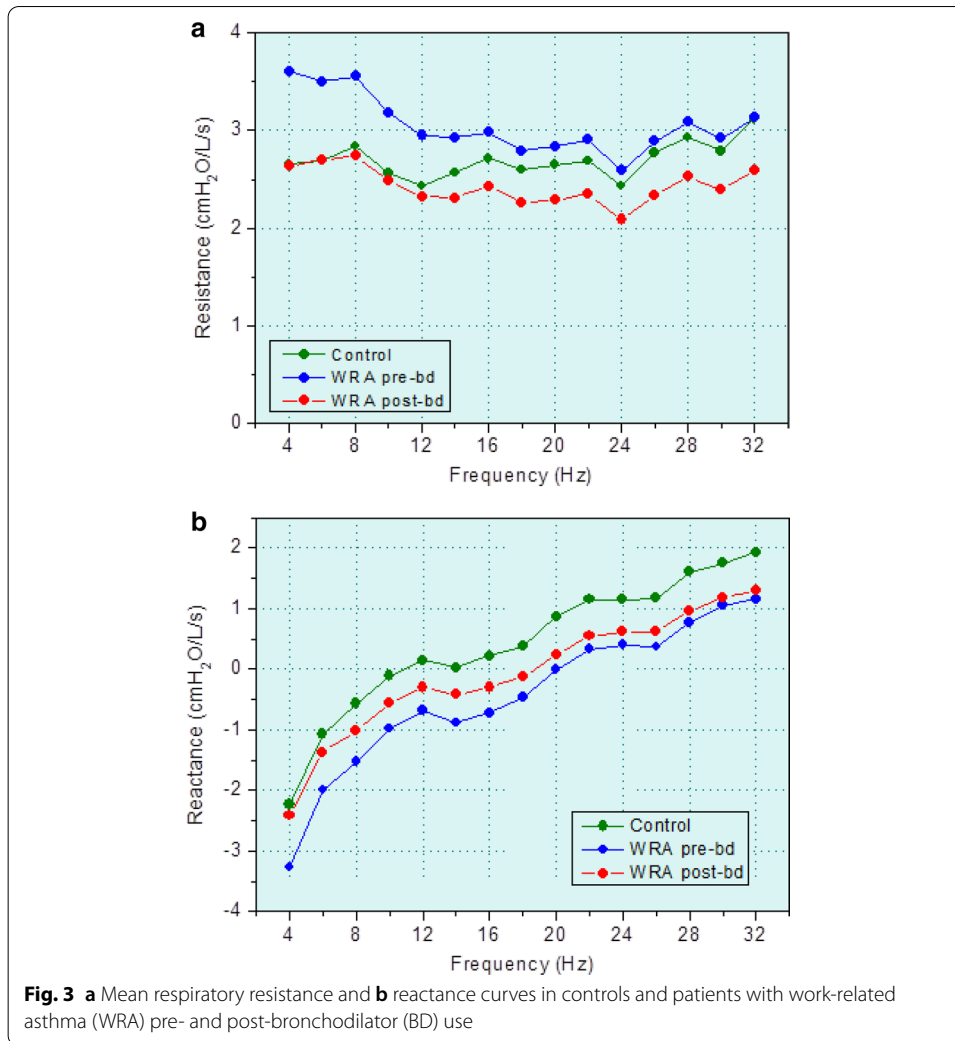 a
4
3
2
1
0
Resistance (cmH₂O/L/s)
Control
WRA pre-bd
WRA post-bd
4 8 12 16 20 24 28 32
Frequency (Hz)
b
2
1
0
-1
-2
-3
-4
Reactance (cmH₂O/L/s)
Control
WRA pre-bd
WRA post-bd
4 8 12 16 20 24 28 32
Frequency (Hz)
Fig. 3 a Mean respiratory resistance and b reactance curves in controls and patients with work-related
asthma (WRA) pre- and post-bronchodilator (BD) use